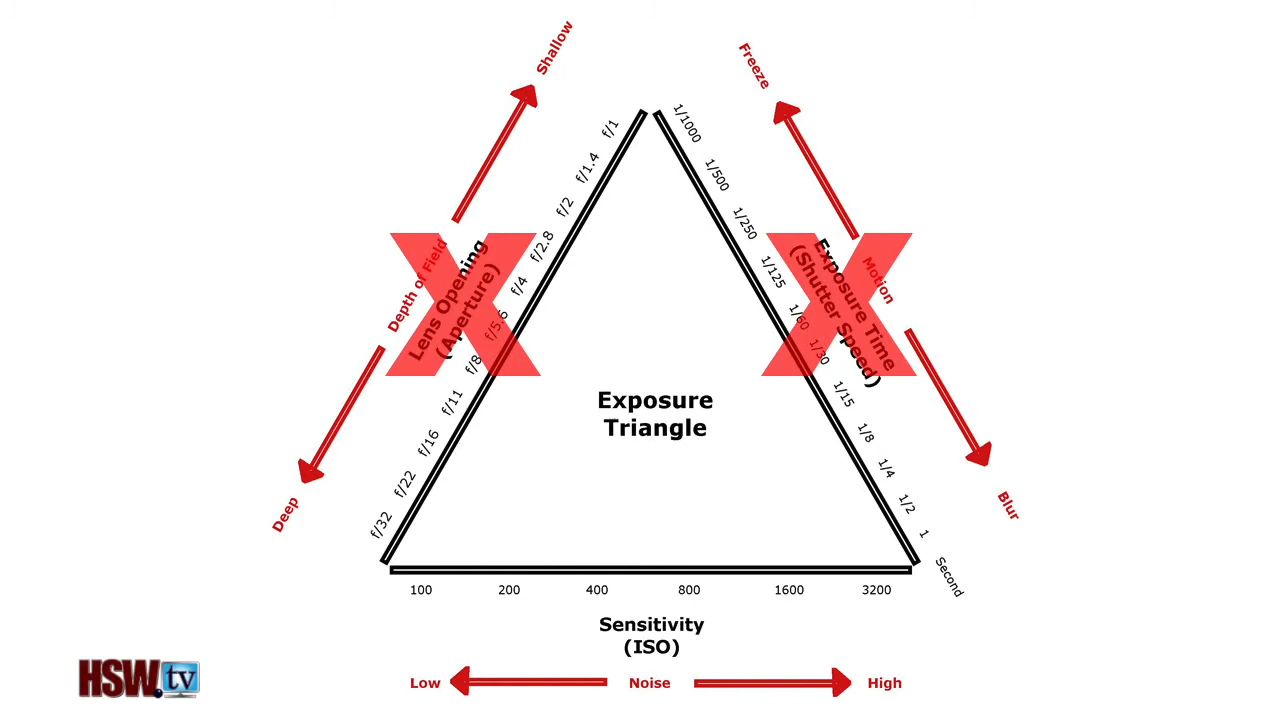 Shallow
Freeze
f/1
f/1.4
f/2
f/2.8
f/4
f/5.6
f/8
f/11
f/16
f/22
f/32
1/1000
1/500
1/250
1/125
1/60
1/30
1/15
1/8
1/4
1/2
1
Second
Depth of Field
Lens Opening
(Aperture)
Exposure Time
(Shutter Speed)
Motion
Exposure
Triangle
Deep
Blur
100 200 400 800 1600 3200
Sensitivity
(ISO)
Low Noise High
HSW.tv